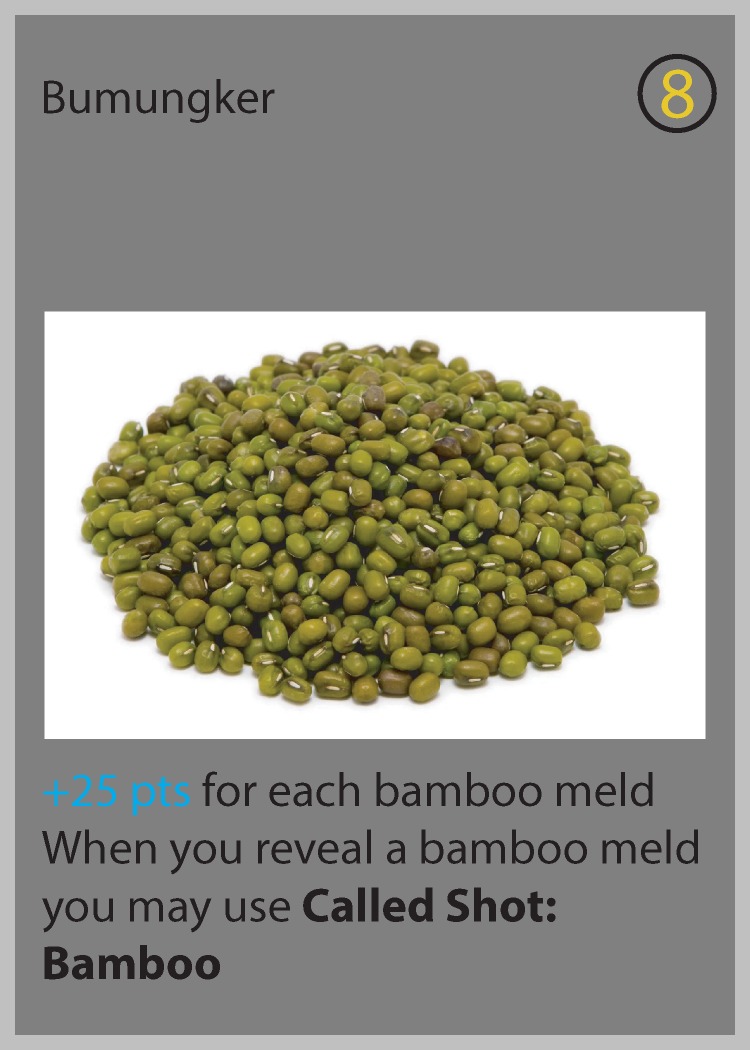 Bumungker
8
+25 pts for each bamboo meld
When you reveal a bamboo meld
you may use Called Shot:
Bamboo